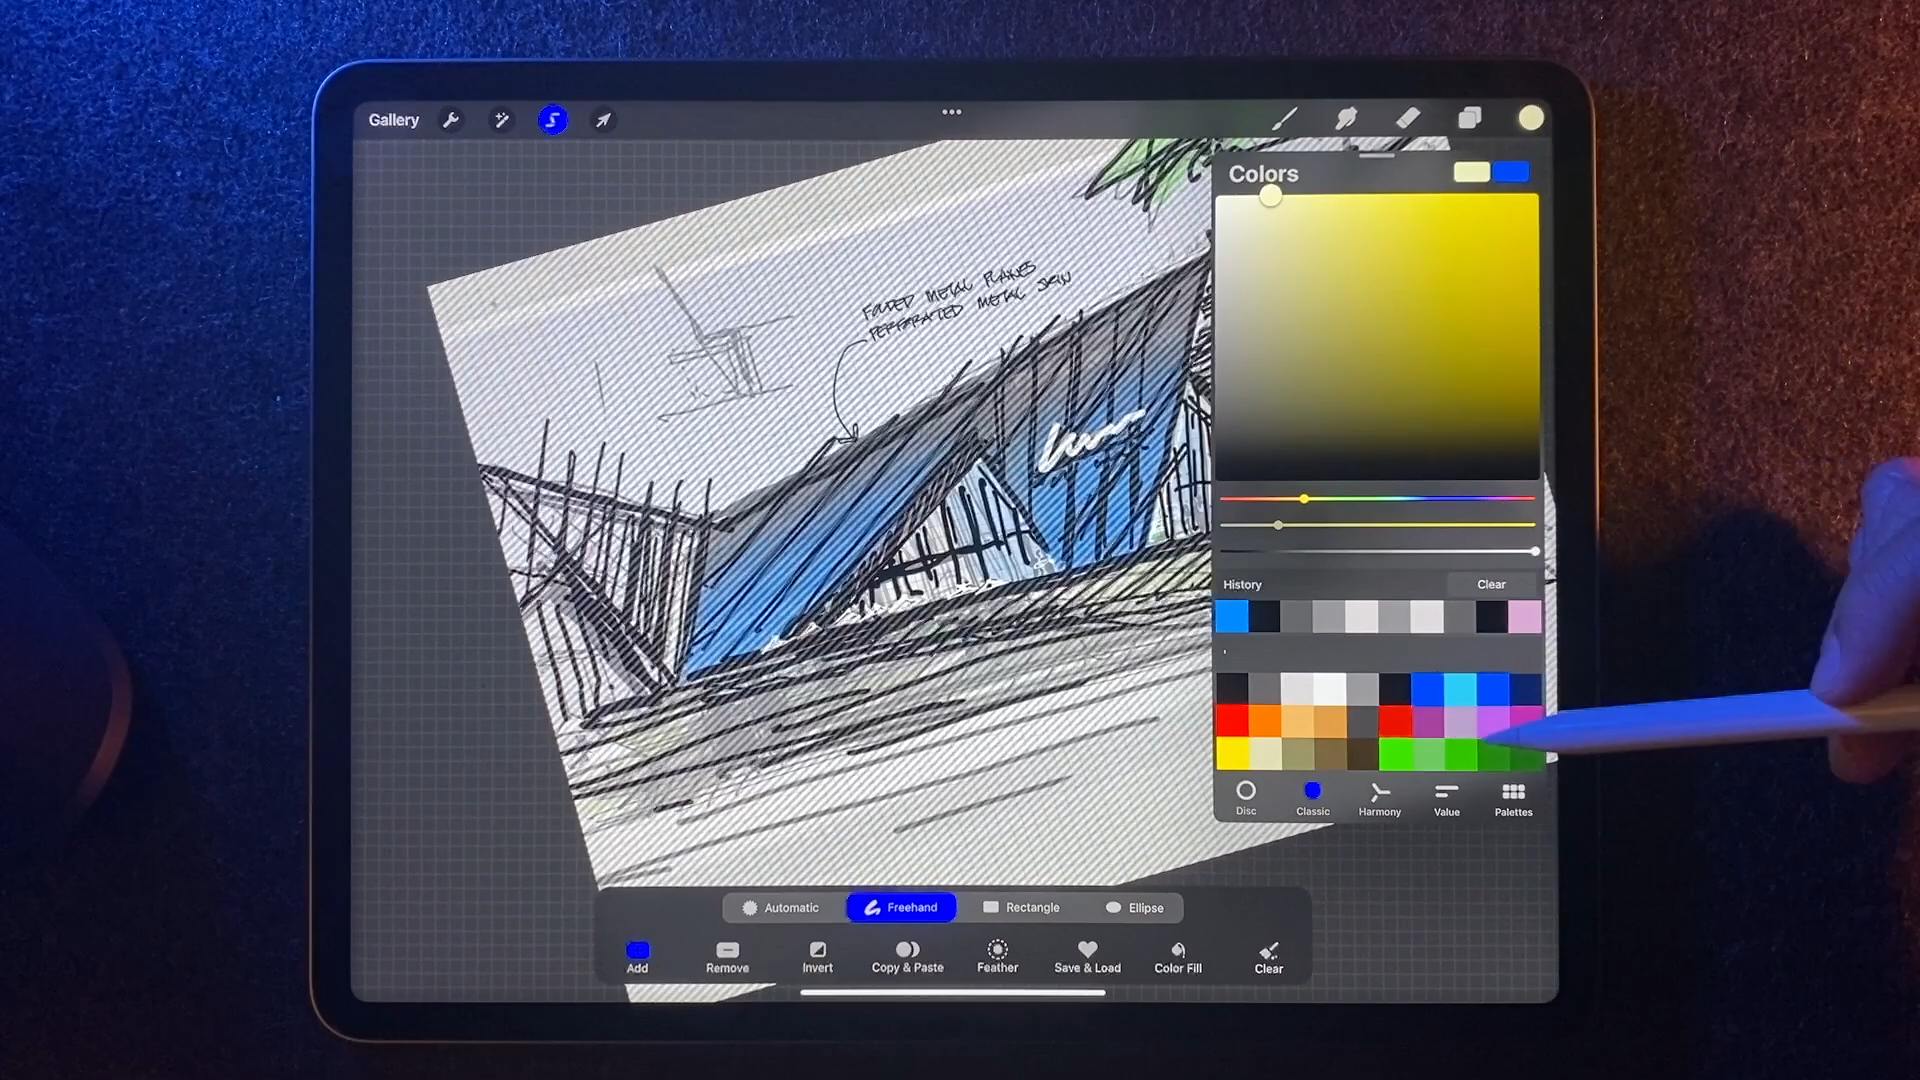 Gallery
Colors
FOLDED METAL PLANES
PERFORATED METAL SKIN
History
Clear
Disc
Classic
Harmony
Value
Palettes
Automatic
Freehand
Rectangle
Ellipse
Add
Remove
Invert
Copy & Paste
Feather
Save & Load
Color Fill
Clear